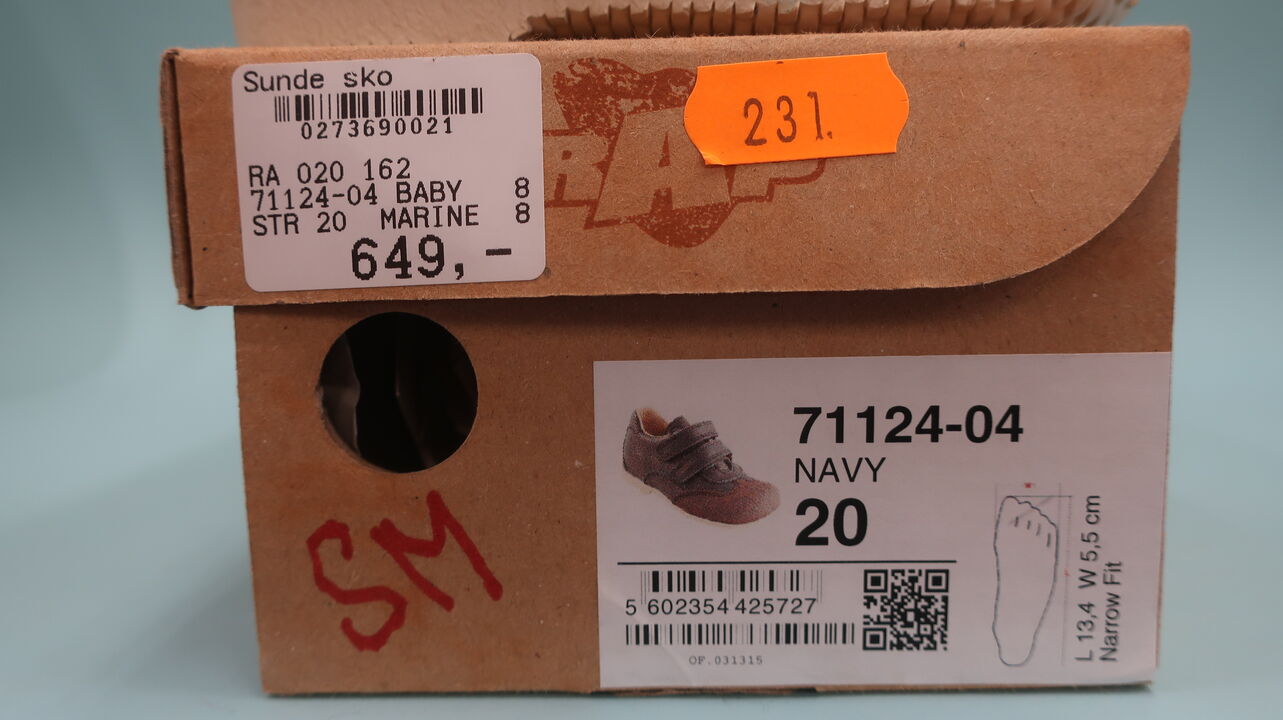 Sunde sko
0273690021
RA 020 162
71124-04 BABY 8
STR 20 MARINE 8
649,-
231.
SM
71124-04
NAVY
20
5 602354 425727
OF.031315
L 13,4 W 5,5 cm
Narrow Fit